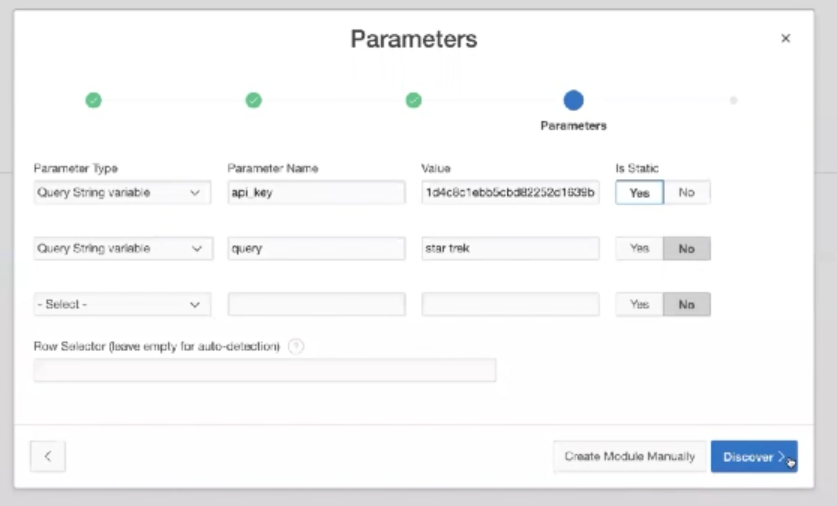 Parameters
Parameters
Parameter Type Parameter Name Value Is Static
Query String variable api_key 1d4c8c1ebb5cbd82252d1639b Yes No
Query String variable query star trek Yes No
- Select - Yes No
Row Selector (leave empty for auto-detection) ?
Create Module Manually Discover